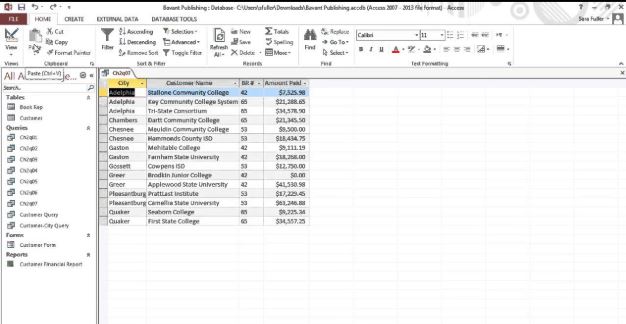 Bavant Publishing : Database- C:\Users\sfuller\Downloads\Bavant Publishing.accdb (Access 2007 - 2013 file format) - Access
FILE HOME CREATE EXTERNAL DATA DATABASE TOOLS Sara Fuller
View Paste Cut Copy Format Painter
Filter Ascending Descending Remove Sort Selection Advanced Toggle Filter
Refresh All New Save Delete Totals Spelling More
Find Replace Go To Select
Calibri 11
B I U A
Views Clipboard Sort & Filter Records Find Text Formatting
Paste (Ctrl+V)
All A e...
Search..
Tables
Book Rep
Customer
Queries
Ch2q01
Ch2q02
Ch2q03
Ch2q04
Ch2q05
Ch2q06
Ch2q07
Customer Query
Customer-City Query
Forms
Customer Form
Reports
Customer Financial Report
Ch2q07
City Customer Name BR # Amount Paid
Adelphia Stallone Community College 42 $7,525.98
Adelphia Key Community College System 65 $21,288.65
Adelphia Tri-State Consortium 65 $34,578.90
Chambers Dartt Community College 65 $21,345.50
Chesnee Mauldin Community College 53 $9,500.00
Chesnee Hammonds County ISD 53 $18,434.75
Gaston Mehitable College 42 $9,111.19
Gaston Farnham State University 42 $38,268.00
Gossett Cowpens ISD 53 $12,750.00
Greer Brodkin Junior College 42 $0.00
Greer Applewood State University 42 $41,530.98
Pleasantburg PrattLast Institute 53 $17,229.45
Pleasantburg Camellia State University 53 $63,246.88
Quaker Seaborn College 65 $9,225.34
Quaker First State College 65 $34,557.25